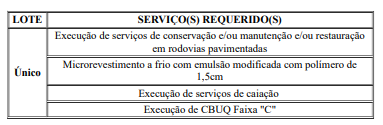 LOTE SERVIÇO(S) REQUERIDO(S)
Execução de serviços de conservação e/ou manutenção e/ou restauração
em rodovias pavimentadas
Único
Microrevestimento a frio com emulsão modificada com polímero de
1,5cm
Execução de serviços de caiação
Execução de CBUQ Faixa "C"